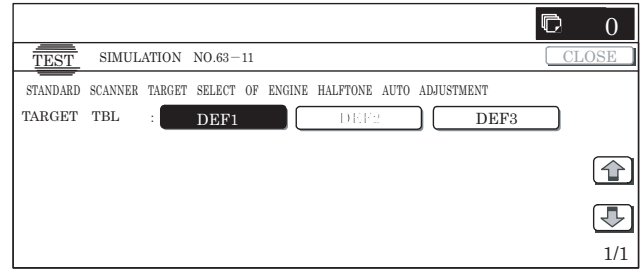 0
TEST SIMULATION NO.63-11 CLOSE
STANDARD SCANNER TARGET SELECT OF ENGINE HALFTONE AUTO ADJUSTMENT
TARGET TBL : DEF1 DEF2 DEF3
1/1